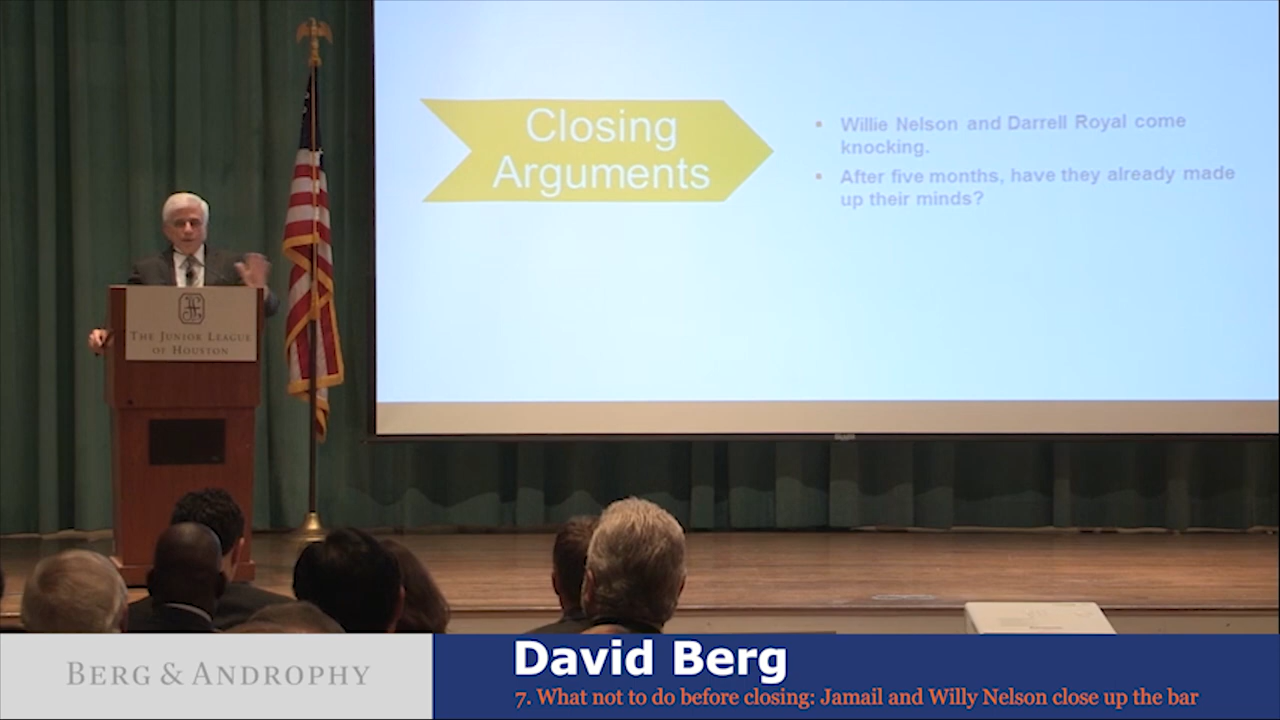 Closing
Arguments
Willie Nelson and Darrell Royal come
knocking.
After five months, have they already made
up their minds?
THE JUNIOR LEAGUE
OF HOUSTON
BERG & ANDROPHY
David Berg
7. What not to do before closing: Jamail and Willy Nelson close up the bar